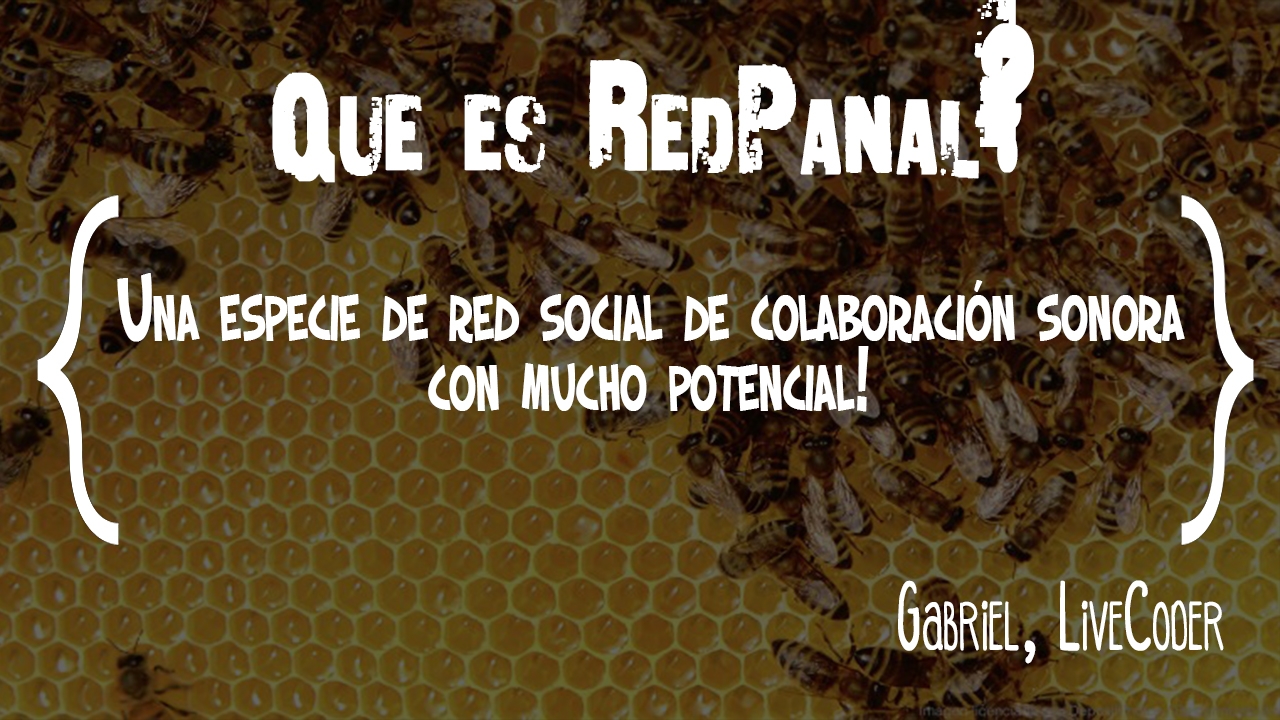 Que es RedPanal?
{
Una especie de red social de colaboración sonora
con mucho potencial!
}
Gabriel, LiveCoder